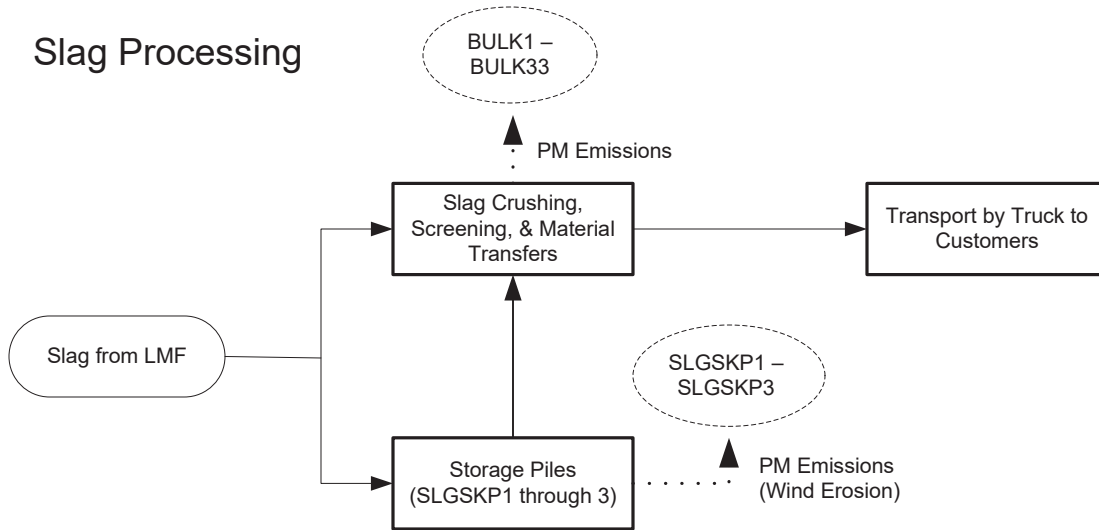 Slag Processing
BULK1 –
BULK33
PM Emissions
Slag Crushing,
Screening, & Material
Transfers
Transport by Truck to
Customers
Slag from LMF
SLGSKP1 –
SLGSKP3
Storage Piles
(SLGSKP1 through 3)
PM Emissions
(Wind Erosion)